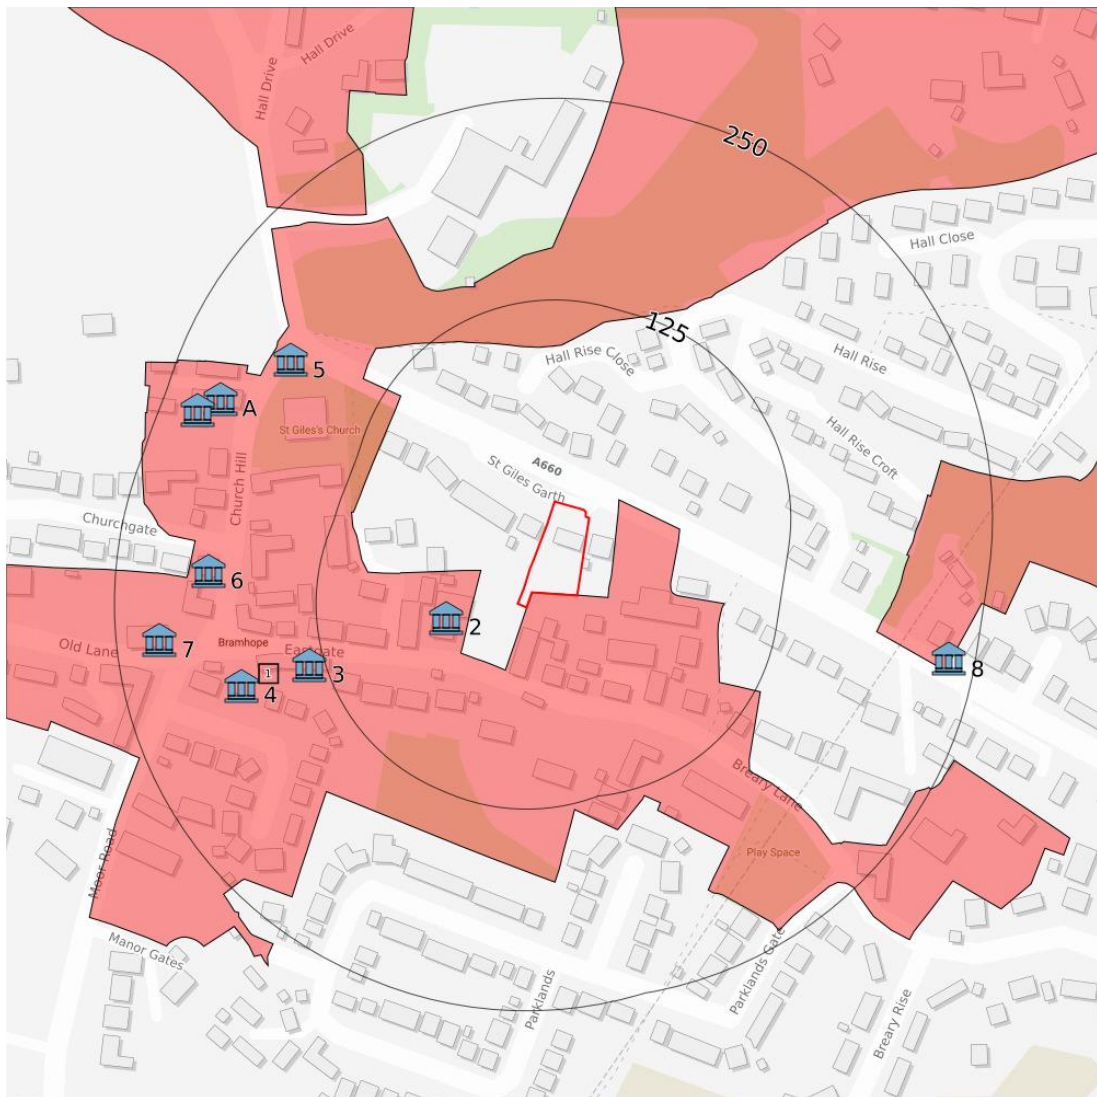 Hall Drive
Hall Drive
250
Hall Close
125
Hall Rise Close
Hall Rise
5
A
St Giles's Church
Hall Rise Croft
A660
St Giles Garth
Church Hill
Churchgate
6
2
Bramhope
Old Lane
7
Eastgate
1
3
4
8
Breary Lane
Play Space
Moor Road
Manor Gates
Parklands
Parklands Gate
Breary Rise